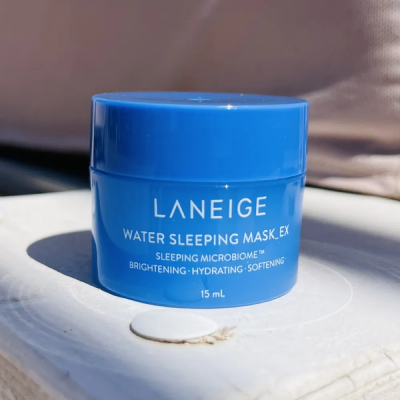 LANEIGE
WATER SLEEPING MASK_EX
SLEEPING MICROBIOME™
BRIGHTENING·HYDRATING·SOFTENING
15 mL